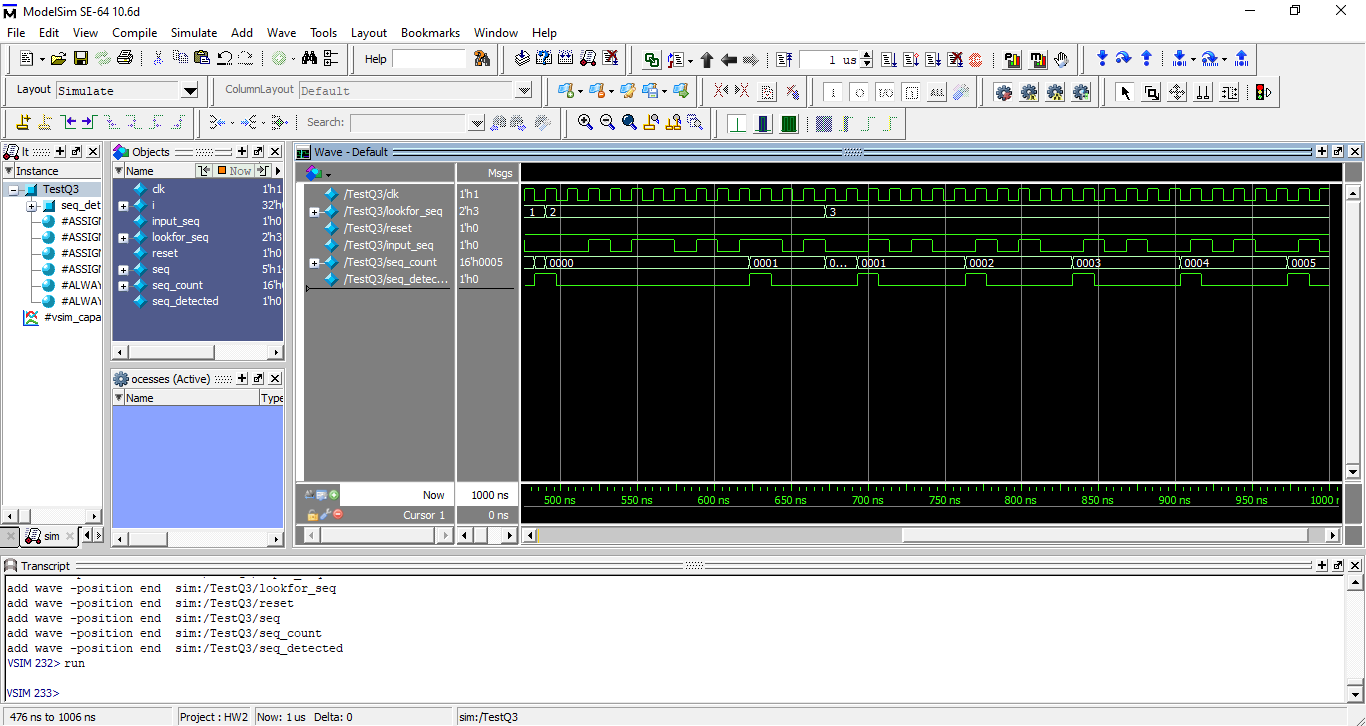 ModelSim SE-64 10.6d
File Edit View Compile Simulate Add Wave Tools Layout Bookmarks Window Help
Help
1 us
Layout Simulate
ColumnLayout Default
Search:
It
Instance
TestQ3
seq_det
#ASSIGN
#ASSIGN
#ASSIGN
#ASSIGN
#ALWAY
#ALWAY
#vsim_capa
sim
Objects
Name Now
clk 1'h1
i 32'h
input_seq 1'h0
lookfor_seq 2'h3
reset 1'h0
seq 5'h1
seq_count 16'h
seq_detected 1'h0
ocesses (Active)
Name Type
Wave - Default
Msgs
/TestQ3/clk 1'h1
/TestQ3/lookfor_seq 2'h3 1 2 3
/TestQ3/reset 1'h0
/TestQ3/input_seq 1'h0
/TestQ3/seq_count 16'h0005 0000 0001 0... 0001 0002 0003 0004 0005
/TestQ3/seq_detec... 1'h0
Now 1000 ns 500 ns 550 ns 600 ns 650 ns 700 ns 750 ns 800 ns 850 ns 900 ns 950 ns 1000 n
Cursor 1 0 ns
Transcript
add wave -position end sim:/TestQ3/lookfor_seq
add wave -position end sim:/TestQ3/reset
add wave -position end sim:/TestQ3/seq
add wave -position end sim:/TestQ3/seq_count
add wave -position end sim:/TestQ3/seq_detected
VSIM 232> run
VSIM 233>
476 ns to 1006 ns Project : HW2 Now: 1 us Delta: 0 sim:/TestQ3